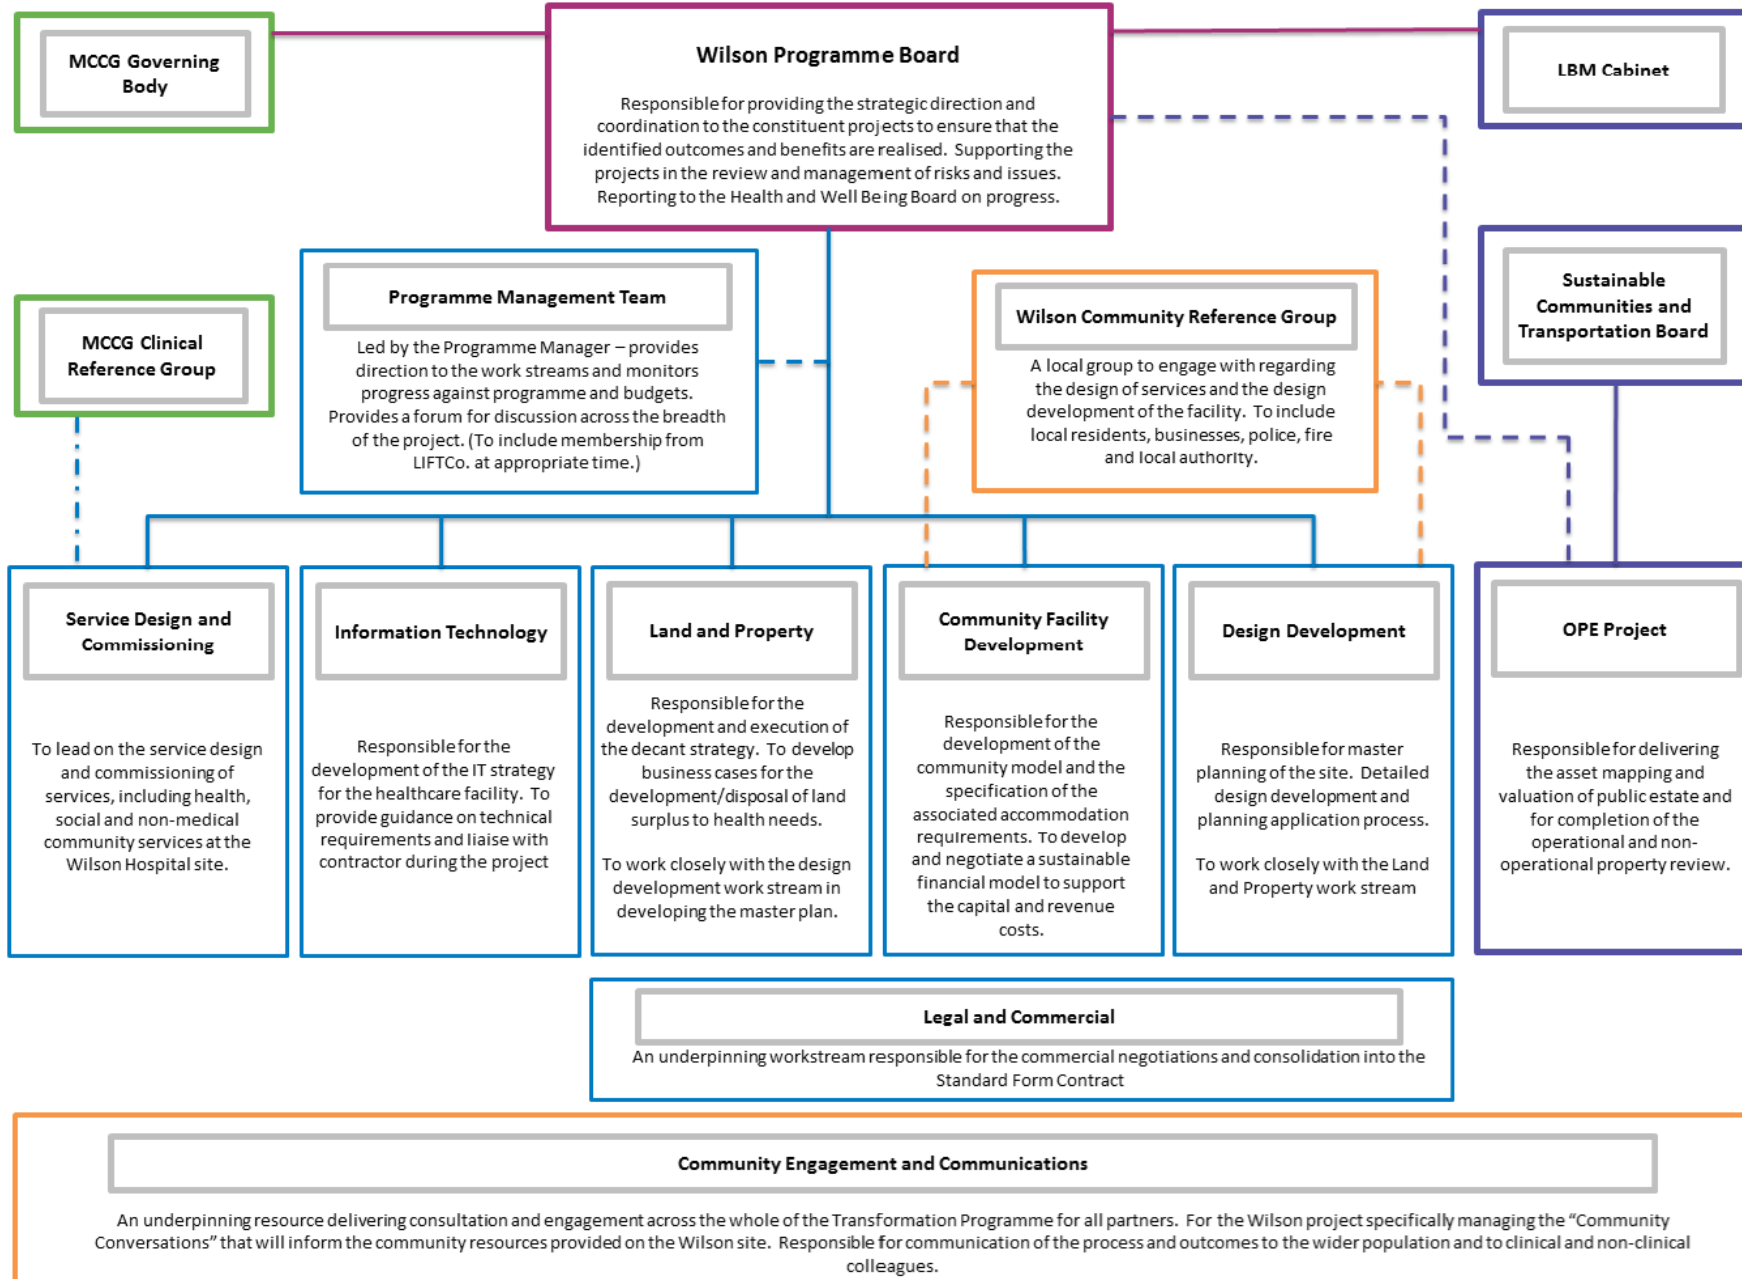 MCCG Governing
Body
Wilson Programme Board
Responsible for providing the strategic direction and
coordination to the constituent projects to ensure that the
identified outcomes and benefits are realised. Supporting the
projects in the review and management of risks and issues.
Reporting to the Health and Well Being Board on progress.
LBM Cabinet
MCCG Clinical
Reference Group
Programme Management Team
Led by the Programme Manager – provides
direction to the work streams and monitors
progress against programme and budgets.
Provides a forum for discussion across the breadth
of the project. (To include membership from
LIFTCo. at appropriate time.)
Wilson Community Reference Group
A local group to engage with regarding
the design of services and the design
development of the facility. To include
local residents, businesses, police, fire
and local authority.
Sustainable
Communities and
Transportation Board
Service Design and
Commissioning
To lead on the service design
and commissioning of
services, including health,
social and non-medical
community services at the
Wilson Hospital site.
Information Technology
Responsible for the
development of the IT strategy
for the healthcare facility. To
provide guidance on technical
requirements and liaise with
contractor during the project
Land and Property
Responsible for the
development and execution of
the decant strategy. To develop
business cases for the
development/disposal of land
surplus to health needs.
To work closely with the design
development work stream in
developing the master plan.
Community Facility
Development
Responsible for the
development of the
community model and the
specification of the
associated accommodation
requirements. To develop
and negotiate a sustainable
financial model to support
the capital and revenue
costs.
Design Development
Responsible for master
planning of the site. Detailed
design development and
planning application process.
To work closely with the Land
and Property work stream
OPE Project
Responsible for delivering
the asset mapping and
valuation of public estate and
for completion of the
operational and non-
operational property review.
Legal and Commercial
An underpinning workstream responsible for the commercial negotiations and consolidation into the
Standard Form Contract
Community Engagement and Communications
An underpinning resource delivering consultation and engagement across the whole of the Transformation Programme for all partners. For the Wilson project specifically managing the “Community
Conversations” that will inform the community resources provided on the Wilson site. Responsible for communication of the process and outcomes to the wider population and to clinical and non-clinical
colleagues.